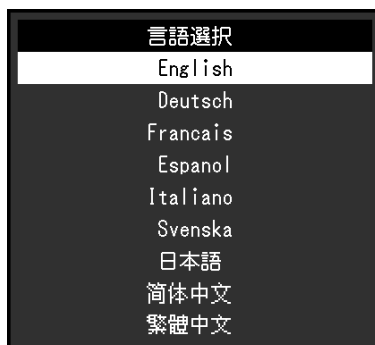 言語選択
English
Deutsch
Francais
Espanol
Italiano
Svenska
日本語
简体中文
繁體中文